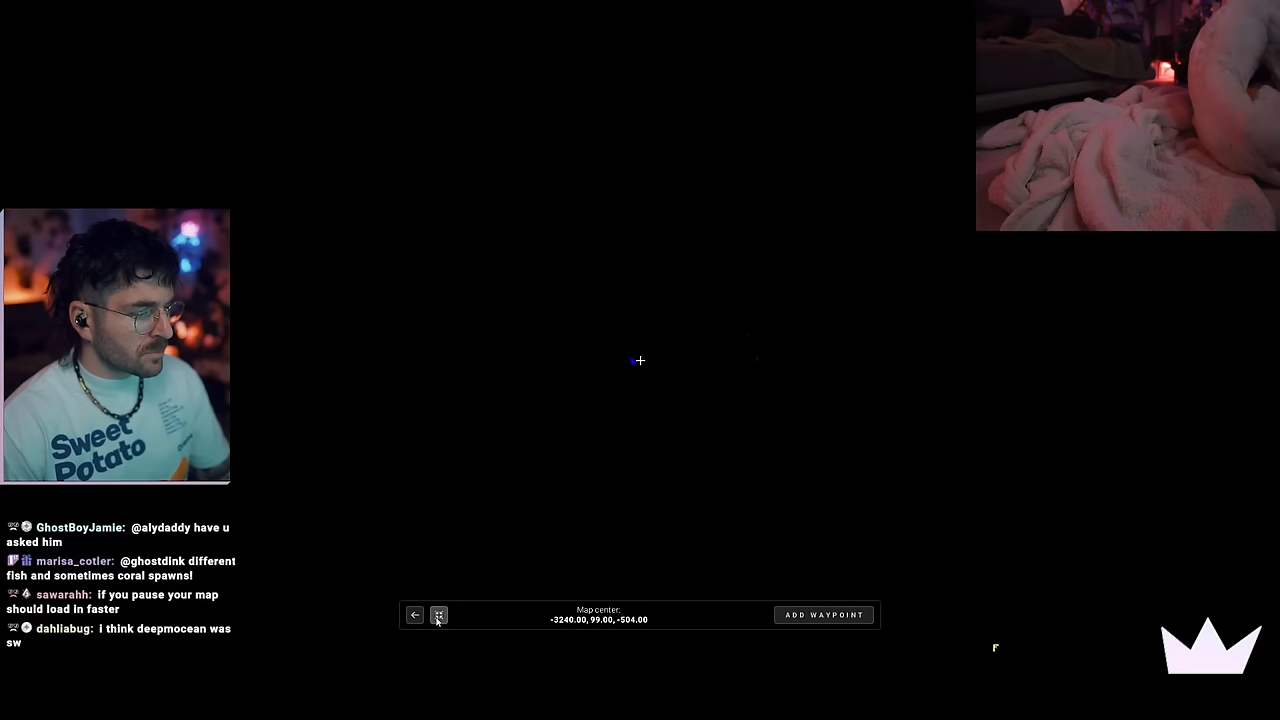 Sweet
Potato
GhostBoyJamie: @alydaddy have u
asked him
marisa_cotler: @ghostdink different
fish and sometimes coral spawns!
sawarahh: if you pause your map
should load in faster
dahliabug: i think deepmocean was
sw
Map center:
-3240.00, 99.00, -504.00
ADD WAYPOINT